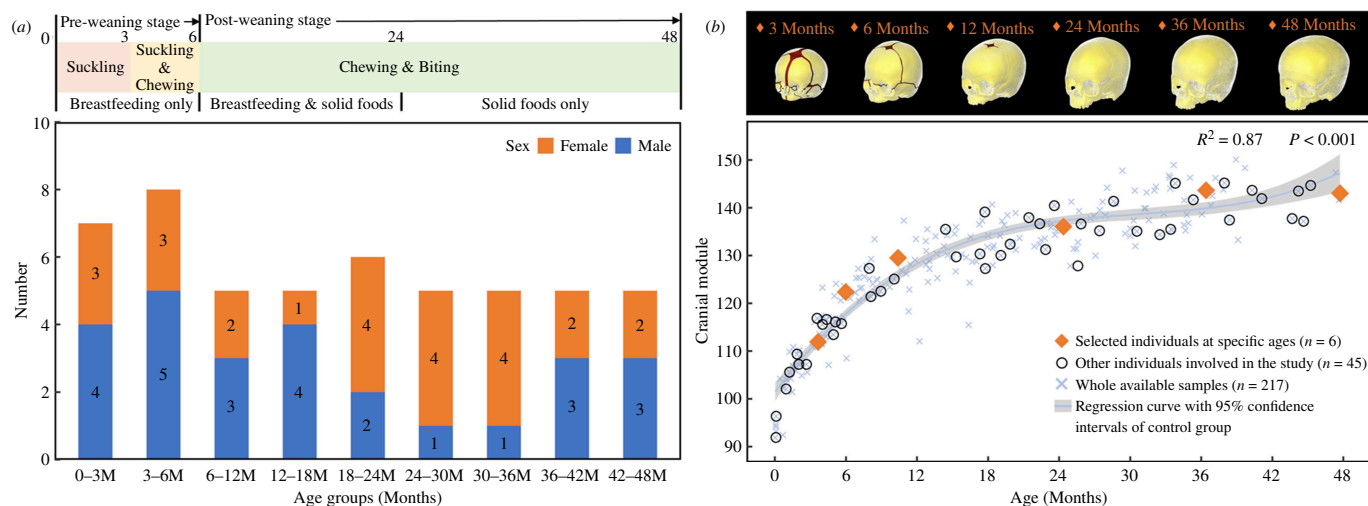 (a)
Pre-weaning stage
Post-weaning stage
0
3
6
24
48
Suckling
Suckling
&
Chewing
Chewing & Biting
Breastfeeding only
Breastfeeding & solid foods
Solid foods only
10
8
6
4
2
0
Number
Sex Female Male
3
4
3
5
2
3
1
4
4
2
4
1
4
1
2
3
2
3
0–3M 3–6M 6–12M 12–18M 18–24M 24–30M 30–36M 36–42M 42–48M
Age groups (Months)
(b)
3 Months
6 Months
12 Months
24 Months
36 Months
48 Months
R² = 0.87 P < 0.001
150
140
130
120
110
100
90
Cranial module
Selected individuals at specific ages (n = 6)
Other individuals involved in the study (n = 45)
Whole available samples (n = 217)
Regression curve with 95% confidence
intervals of control group
0 6 12 18 24 30 36 42 48
Age (Months)